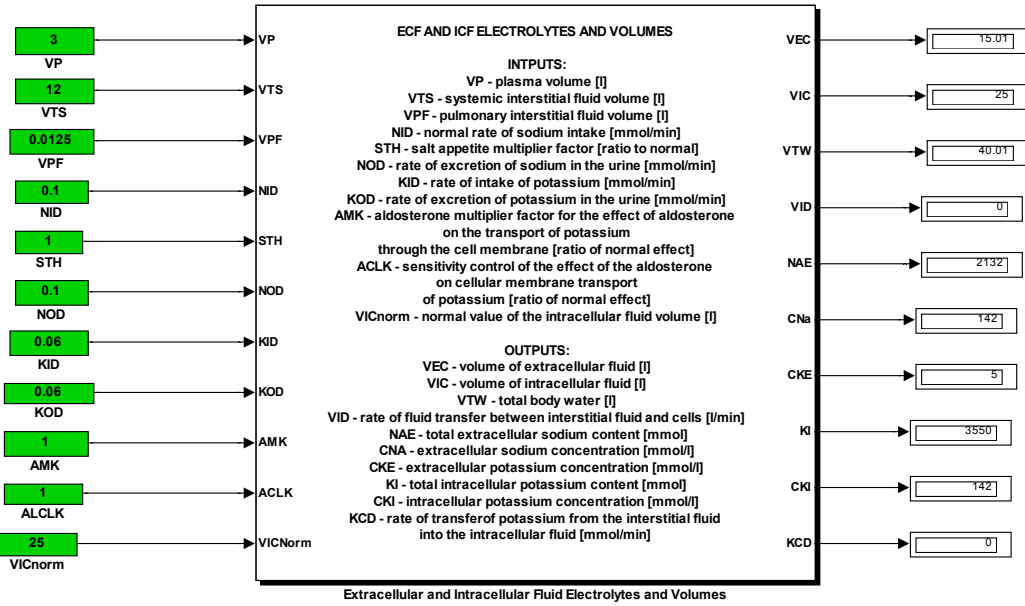 3
VP
12
VTS
0.0125
VPF
0.1
NID
1
STH
0.1
NOD
0.06
KID
0.06
KOD
1
AMK
1
ALCLK
25
VICnorm
VP
VTS
VPF
NID
STH
NOD
KID
KOD
AMK
ACLK
VICNorm
ECF AND ICF ELECTROLYTES AND VOLUMES
INTPUTS:
VP - plasma volume [l]
VTS - systemic interstitial fluid volume [l]
VPF - pulmonary interstitial fluid volume [l]
NID - normal rate of sodium intake [mmol/min]
STH - salt appetite multiplier factor [ratio to normal]
NOD - rate of excretion of sodium in the urine [mmol/min]
KID - rate of intake of potassium [mmol/min]
KOD - rate of excretion of potassium in the urine [mmol/min]
AMK - aldosterone multiplier factor for the effect of aldosterone
on the transport of potassium
through the cell membrane [ratio of normal effect]
ACLK - sensitivity control of the effect of the aldosterone
on cellular membrane transport
of potassium [ratio of normal effect]
VICnorm - normal value of the intracellular fluid volume [l]
OUTPUTS:
VEC - volume of extracellular fluid [l]
VIC - volume of intracellular fluid [l]
VTW - total body water [l]
VID - rate of fluid transfer between interstitial fluid and cells [l/min]
NAE - total extracellular sodium content [mmol]
CNA - extracellular sodium concentration [mmol/l]
CKE - extracellular potassium concentration [mmol/l]
KI - total intracellular potassium content [mmol]
CKI - intracellular potassium concentration [mmol/l]
KCD - rate of transferof potassium from the interstitial fluid
into the intracellular fluid [mmol/min]
VEC
VIC
VTW
VID
NAE
CNa
CKE
KI
CKI
KCD
15.01
25
40.01
0
2132
142
5
3550
142
0
Extracellular and Intracellular Fluid Electrolytes and Volumes